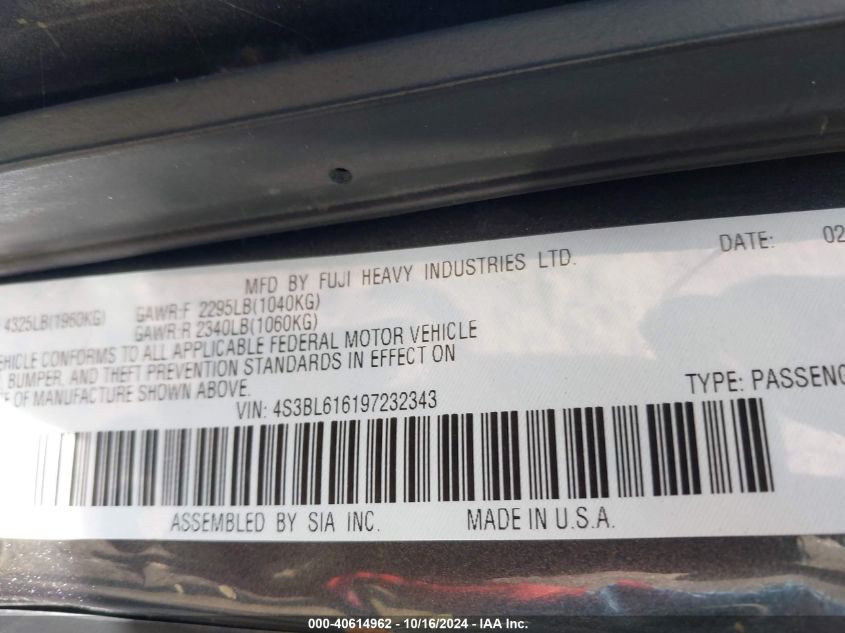 MFD BY FUJI HEAVY INDUSTRIES LTD. DATE: 02
4325LB(1960KG) GAWR:F 2295LB(1040KG)
GAWR:R 2340LB(1060KG)
EHICLE CONFORMS TO ALL APPLICABLE FEDERAL MOTOR VEHICLE
, BUMPER, AND THEFT PREVENTION STANDARDS IN EFFECT ON
E OF MANUFACTURE SHOWN ABOVE.
VIN: 4S3BL616197232343 TYPE: PASSENG
ASSEMBLED BY SIA INC. MADE IN U.S.A.
000-40614962 - 10/16/2024 - IAA Inc.